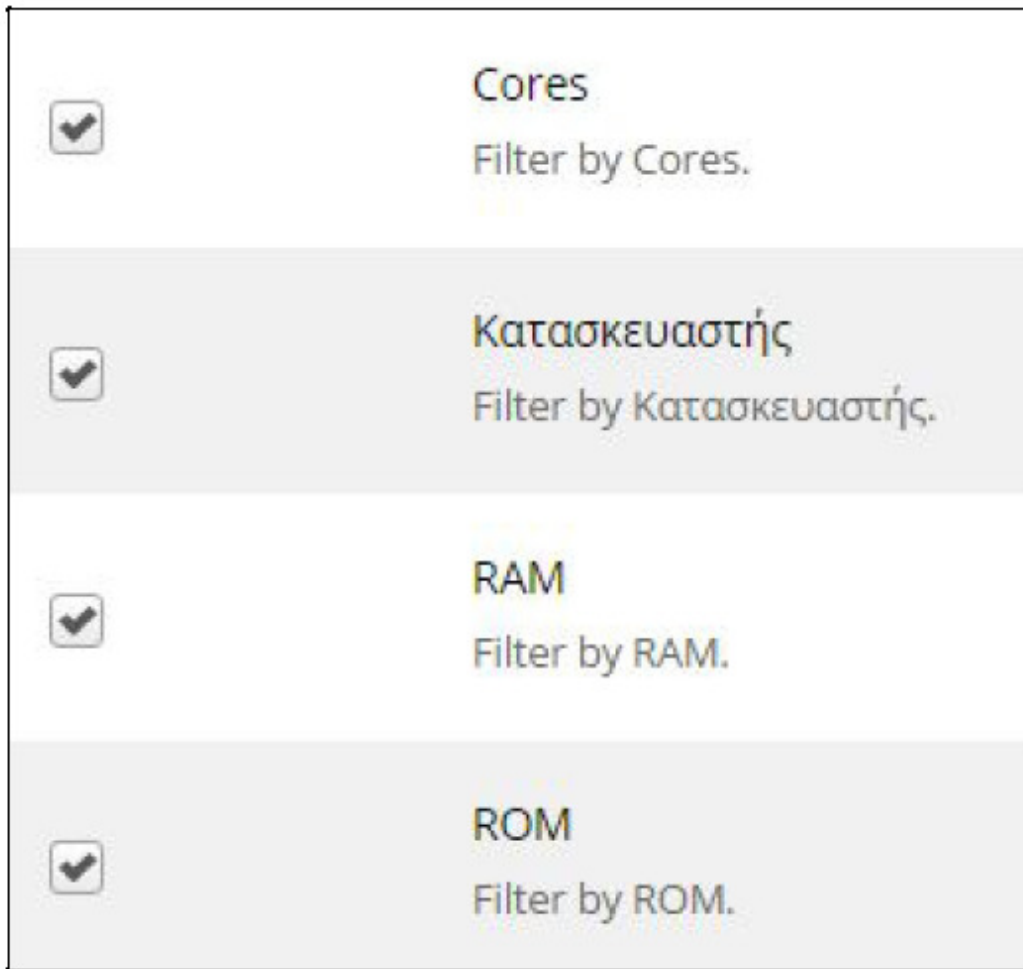 Cores
Filter by Cores.
Κατασκευαστής
Filter by Κατασκευαστής.
RAM
Filter by RAM.
ROM
Filter by ROM.